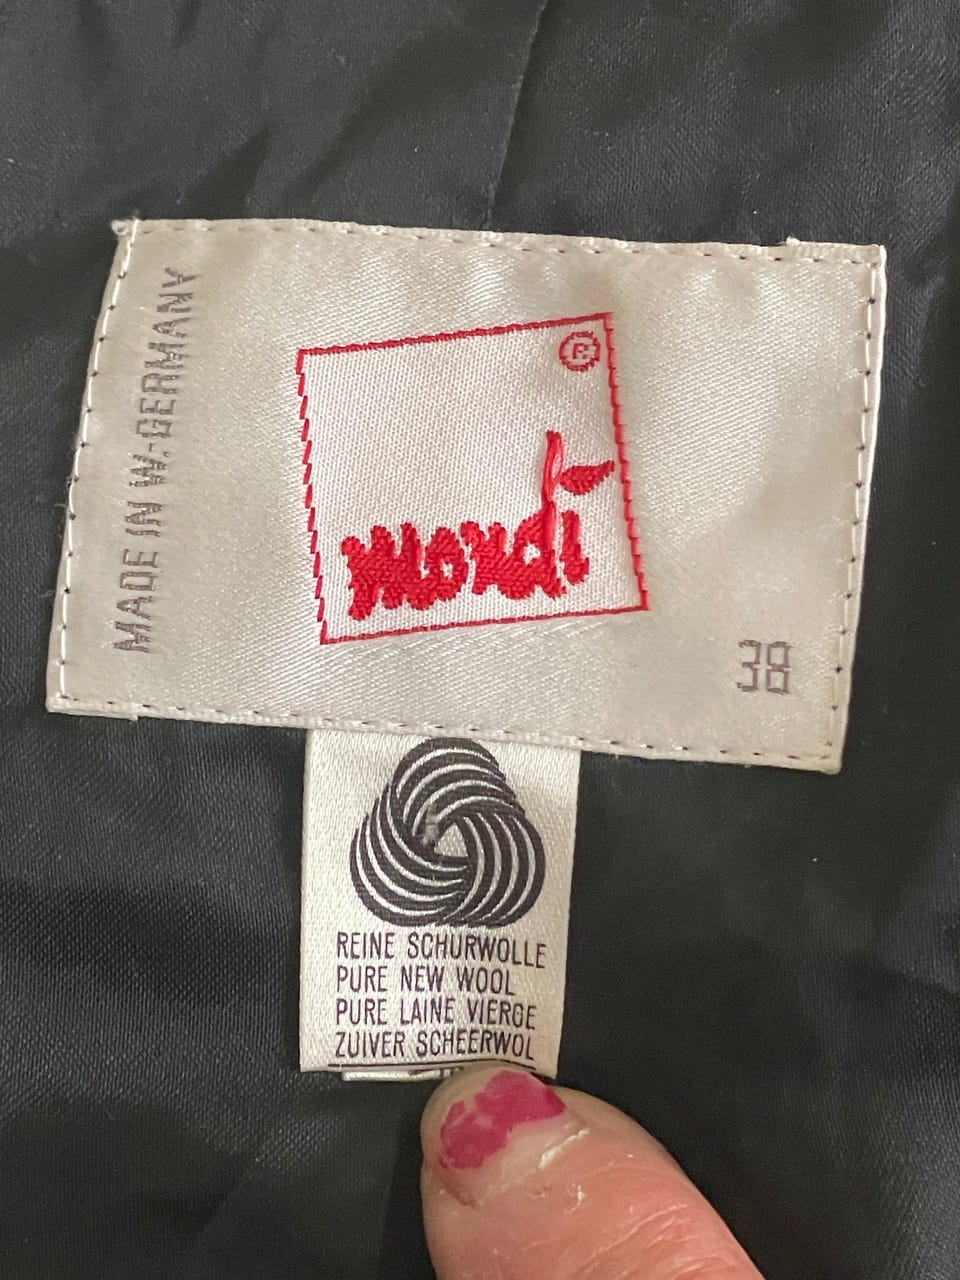 MADE IN W.-GERMANY
®
mondi
38
REINE SCHURWOLLE
PURE NEW WOOL
PURE LAINE VIERGE
ZUIVER SCHEERWOL